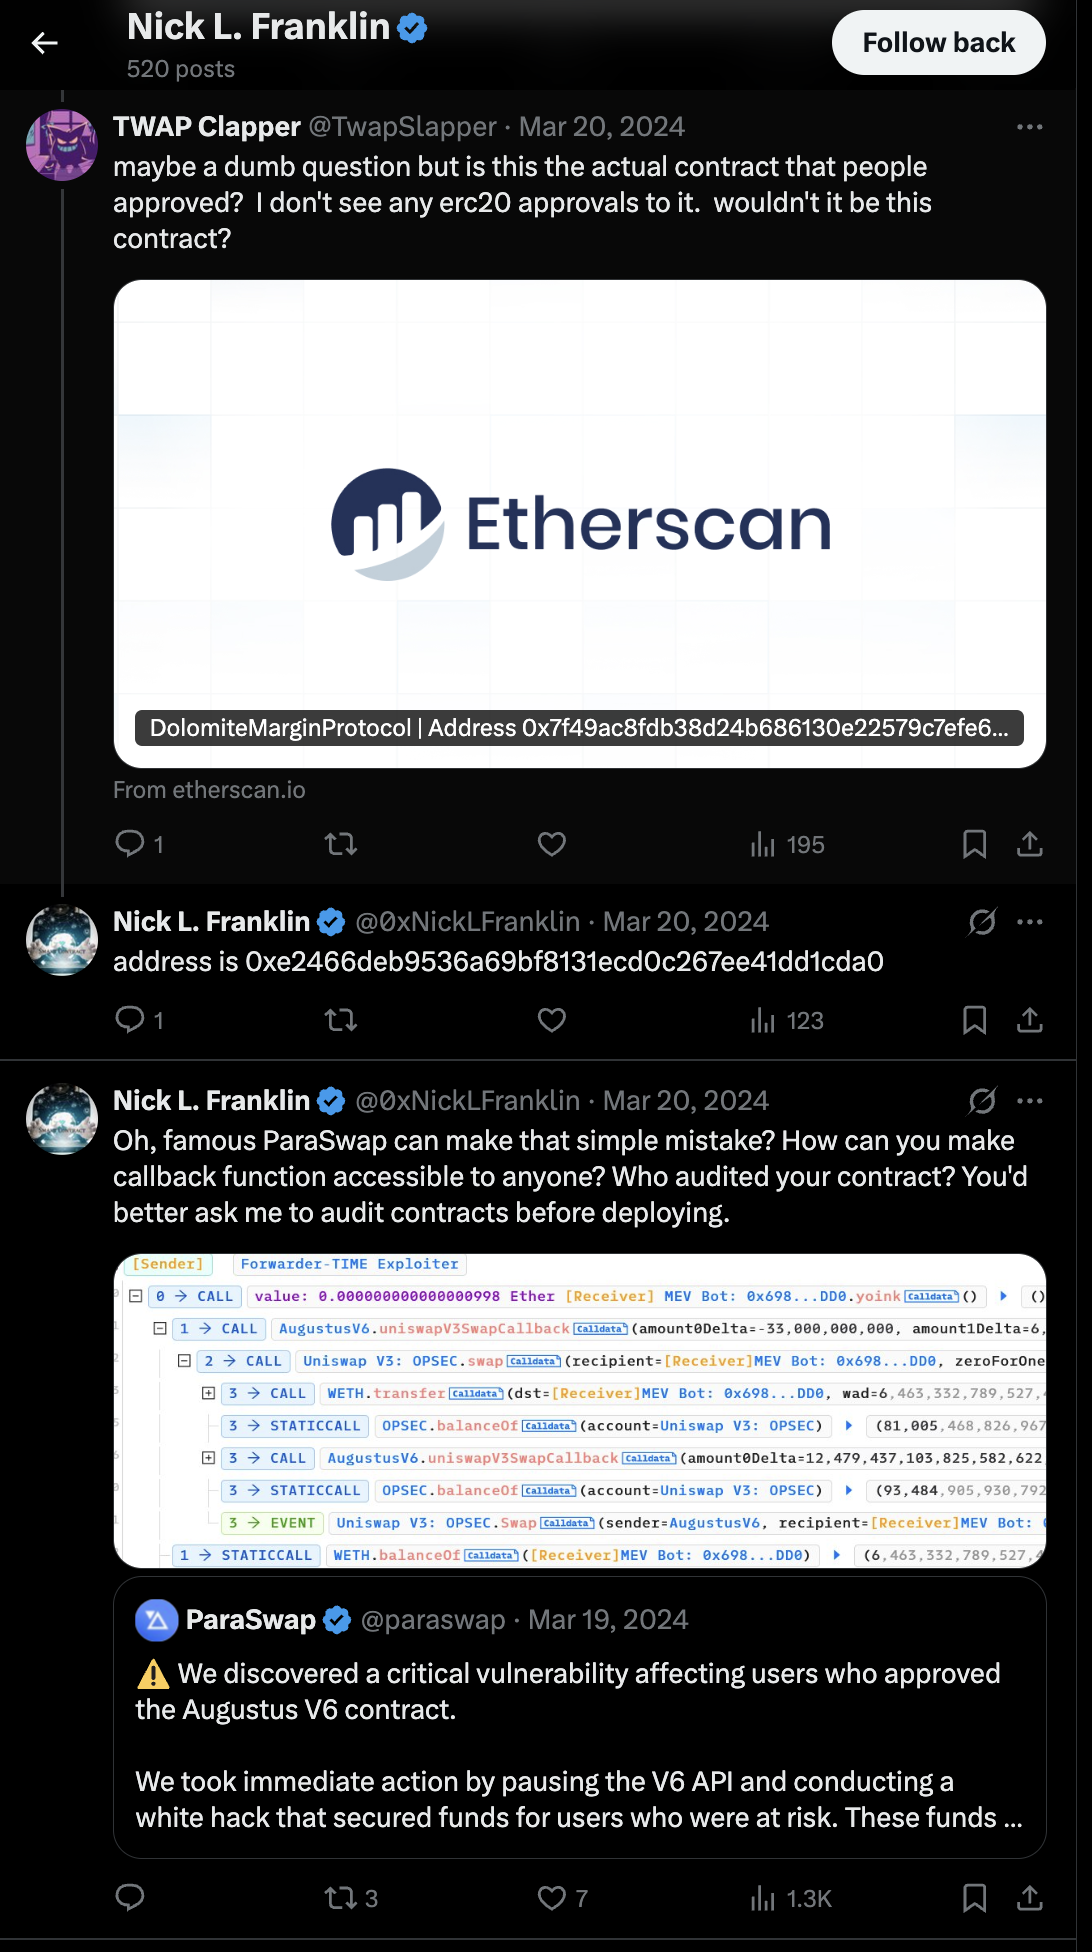 Nick L. Franklin
520 posts
Follow back
TWAP Clapper @TwapSlapper · Mar 20, 2024
maybe a dumb question but is this the actual contract that people
approved? I don't see any erc20 approvals to it. wouldn't it be this
contract?
Etherscan
DolomiteMarginProtocol | Address 0x7f49ac8fdb38d24b686130e22579c7efe6...
From etherscan.io
1 195
Nick L. Franklin @0xNickLFranklin · Mar 20, 2024
address is 0xe2466deb9536a69bf8131ecd0c267ee41dd1cda0
1 123
Nick L. Franklin @0xNickLFranklin · Mar 20, 2024
Oh, famous ParaSwap can make that simple mistake? How can you make
callback function accessible to anyone? Who audited your contract? You'd
better ask me to audit contracts before deploying.
[Sender] Forwarder-TIME Exploiter
0 → CALL value: 0.000000000000000998 Ether [Receiver] MEV Bot: 0x698...DD0.yoink Calldata () ()
1 → CALL AugustusV6.uniswapV3SwapCallback Calldata (amount0Delta=-33,000,000,000, amount1Delta=6,
2 → CALL Uniswap V3: OPSEC.swap Calldata (recipient=[Receiver]MEV Bot: 0x698...DD0, zeroForOne
3 → CALL WETH.transfer Calldata (dst=[Receiver]MEV Bot: 0x698...DD0, wad=6,463,332,789,527,
3 → STATICCALL OPSEC.balanceOf Calldata (account=Uniswap V3: OPSEC) (81,005,468,826,967
3 → CALL AugustusV6.uniswapV3SwapCallback Calldata (amount0Delta=12,479,437,103,825,582,622
3 → STATICCALL OPSEC.balanceOf Calldata (account=Uniswap V3: OPSEC) (93,484,905,930,792
3 → EVENT Uniswap V3: OPSEC.Swap Calldata (sender=AugustusV6, recipient=[Receiver]MEV Bot:
1 → STATICCALL WETH.balanceOf Calldata ([Receiver]MEV Bot: 0x698...DD0) (6,463,332,789,527,
ParaSwap @paraswap · Mar 19, 2024
⚠️ We discovered a critical vulnerability affecting users who approved
the Augustus V6 contract.
We took immediate action by pausing the V6 API and conducting a
white hack that secured funds for users who were at risk. These funds ...
3 7 1.3K